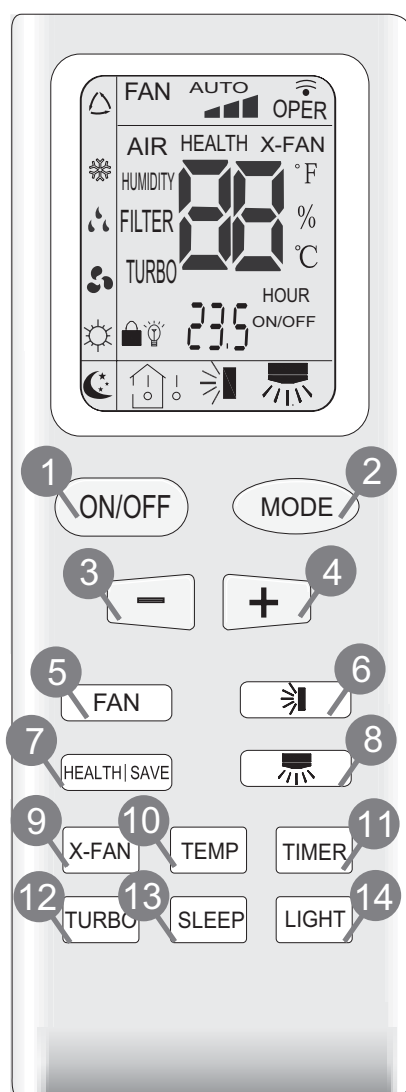 FAN AUTO OPER
AIR HEALTH X-FAN
HUMIDITY 88 °F
FILTER %
TURBO °C
HOUR
23.5 ON/OFF
1 2
ON/OFF MODE
3 4
− +
5 6
FAN
7 8
HEALTH | SAVE
9 10 11
X-FAN TEMP TIMER
12 13 14
TURBO SLEEP LIGHT